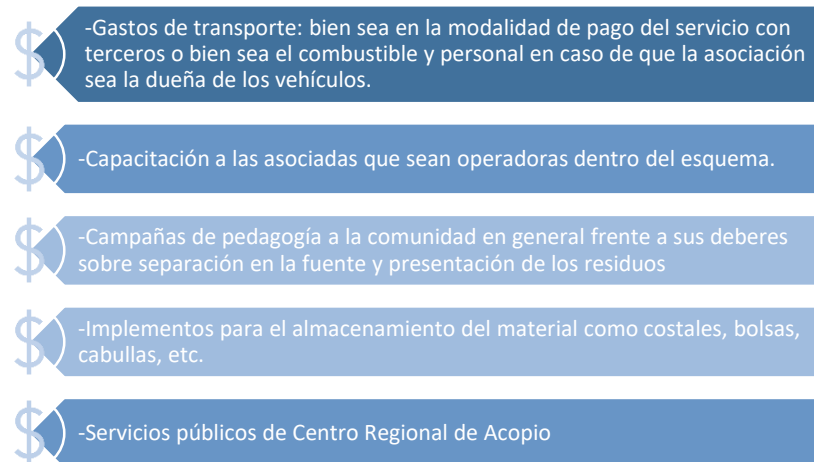 -Gastos de transporte: bien sea en la modalidad de pago del servicio con
terceros o bien sea el combustible y personal en caso de que la asociación
sea la dueña de los vehículos.
-Capacitación a las asociadas que sean operadoras dentro del esquema.
-Campañas de pedagogía a la comunidad en general frente a sus deberes
sobre separación en la fuente y presentación de los residuos
-Implementos para el almacenamiento del material como costales, bolsas,
cabullas, etc.
-Servicios públicos de Centro Regional de Acopio